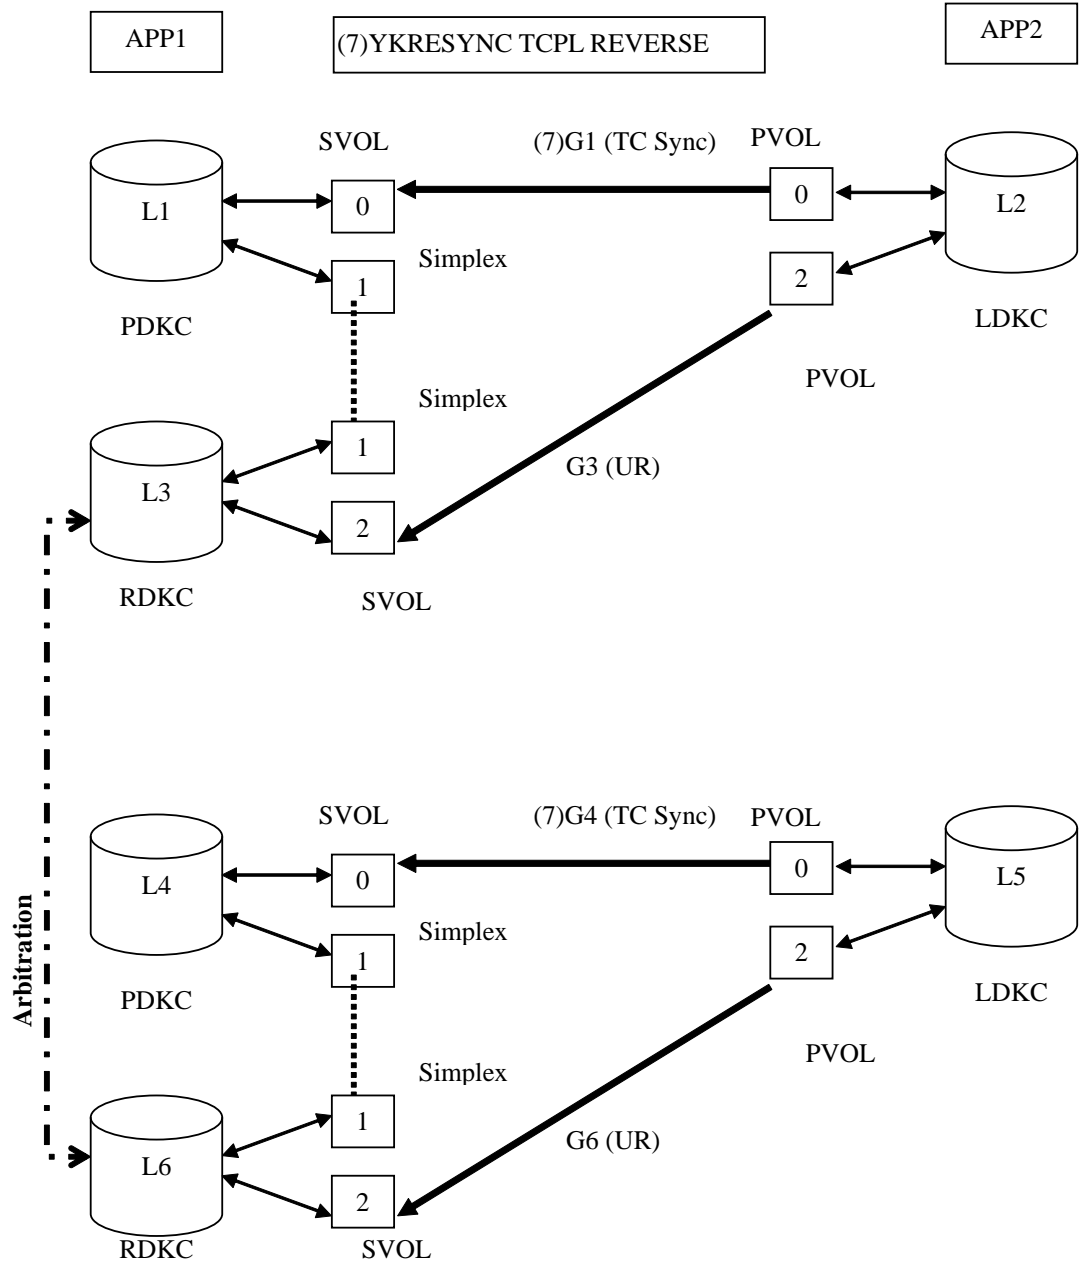 APP1
(7)YKRESYNC TCPL REVERSE
APP2
SVOL
(7)G1 (TC Sync)
PVOL
L1
0
0
L2
Simplex
1
2
PDKC
LDKC
PVOL
Simplex
1
G3 (UR)
L3
2
RDKC
SVOL
SVOL
(7)G4 (TC Sync)
PVOL
L4
0
0
L5
Simplex
1
2
Arbitration
PDKC
LDKC
PVOL
Simplex
1
G6 (UR)
L6
2
RDKC
SVOL